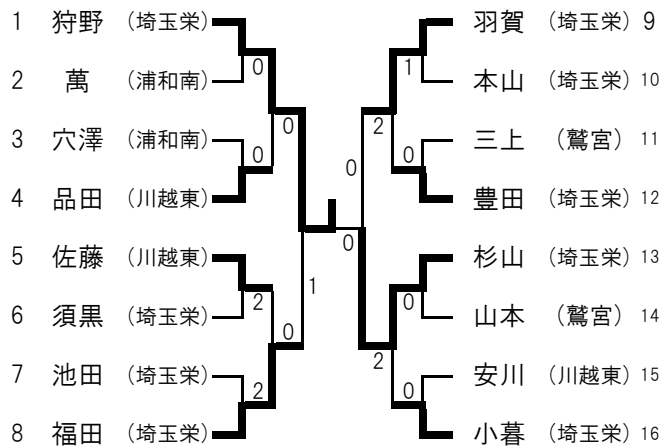 1 狩野 (埼玉栄)
2 萬 (浦和南)
3 穴澤 (浦和南)
4 品田 (川越東)
5 佐藤 (川越東)
6 須黒 (埼玉栄)
7 池田 (埼玉栄)
8 福田 (埼玉栄)
0
0
2
2
0
0
1
0
0
2
2
1
0
0
0
羽賀 (埼玉栄) 9
本山 (埼玉栄) 10
三上 (鷲宮) 11
豊田 (埼玉栄) 12
杉山 (埼玉栄) 13
山本 (鷲宮) 14
安川 (川越東) 15
小暮 (埼玉栄) 16